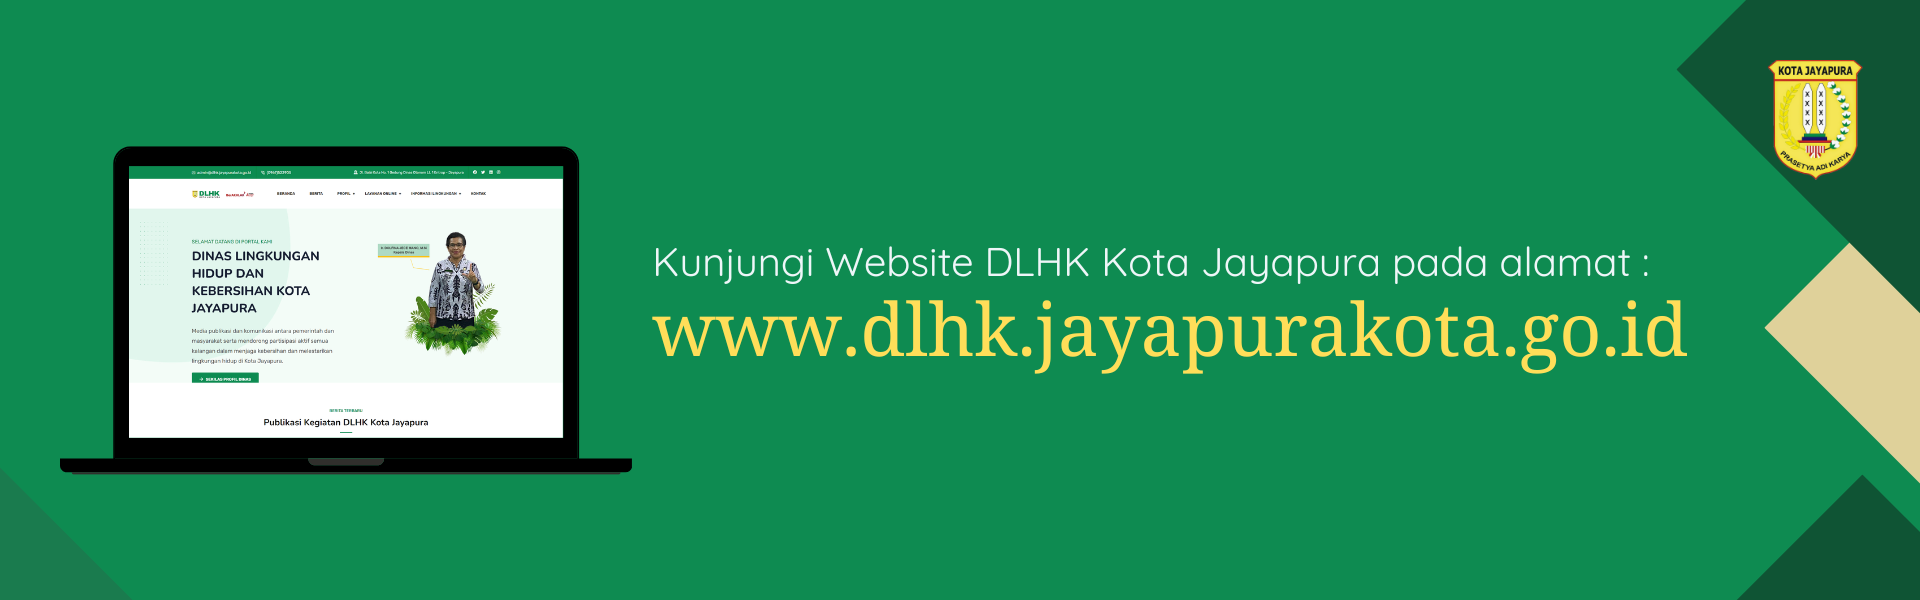 DLHK
BERANDA BERITA PROFIL LAYANAN ONLINE INFORMASI LINGKUNGAN KONTAK
SELAMAT DATANG DI PORTAL KAMI
DINAS LINGKUNGAN
HIDUP DAN
KEBERSIHAN KOTA
JAYAPURA
Media publikasi dan komunikasi antara pemerintah dan
masyarakat serta mendorong partisipasi aktif semua
kalangan dalam menjaga kebersihan dan melestarikan
lingkungan hidup di Kota Jayapura.
SEKILAS PROFIL DINAS
Kepala Dinas
BERITA TERBARU
Publikasi Kegiatan DLHK Kota Jayapura
Kunjungi Website DLHK Kota Jayapura pada alamat :
www.dlhk.jayapurakota.go.id
KOTA JAYAPURA
PRASETYA ADI KARYA